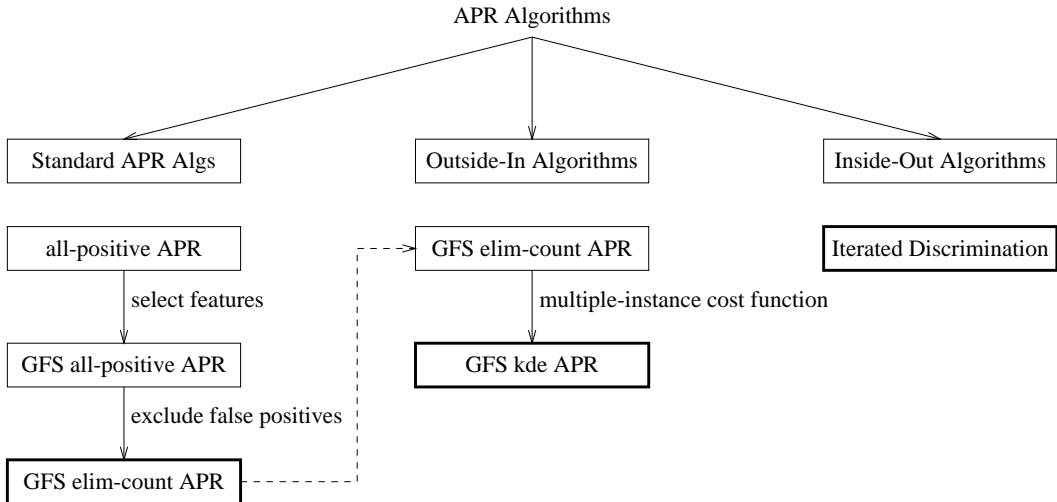 APR Algorithms
Standard APR Algs
Outside-In Algorithms
Inside-Out Algorithms
all-positive APR
GFS elim-count APR
Iterated Discrimination
select features
multiple-instance cost function
GFS all-positive APR
GFS kde APR
exclude false positives
GFS elim-count APR